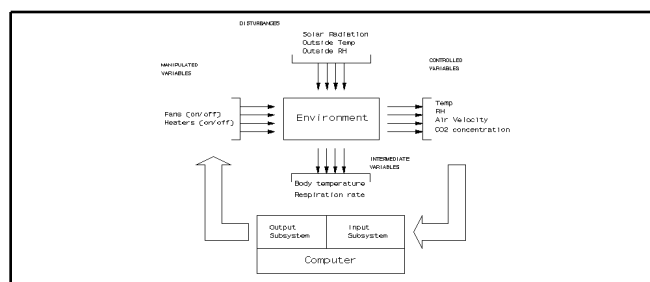 DISTURBANCES
Solar Radiation
Outside Temp
Outside RH
MANIPULATED
VARIABLES
CONTROLLED
VARIABLES
Fans (on/off)
Heaters (on/off)
Environment
Temp
RH
Air Velocity
CO2 concentration
INTERMEDIATE
VARIABLES
Body temperature
Respiration rate
Output
Subsystem
Input
Subsystem
Computer